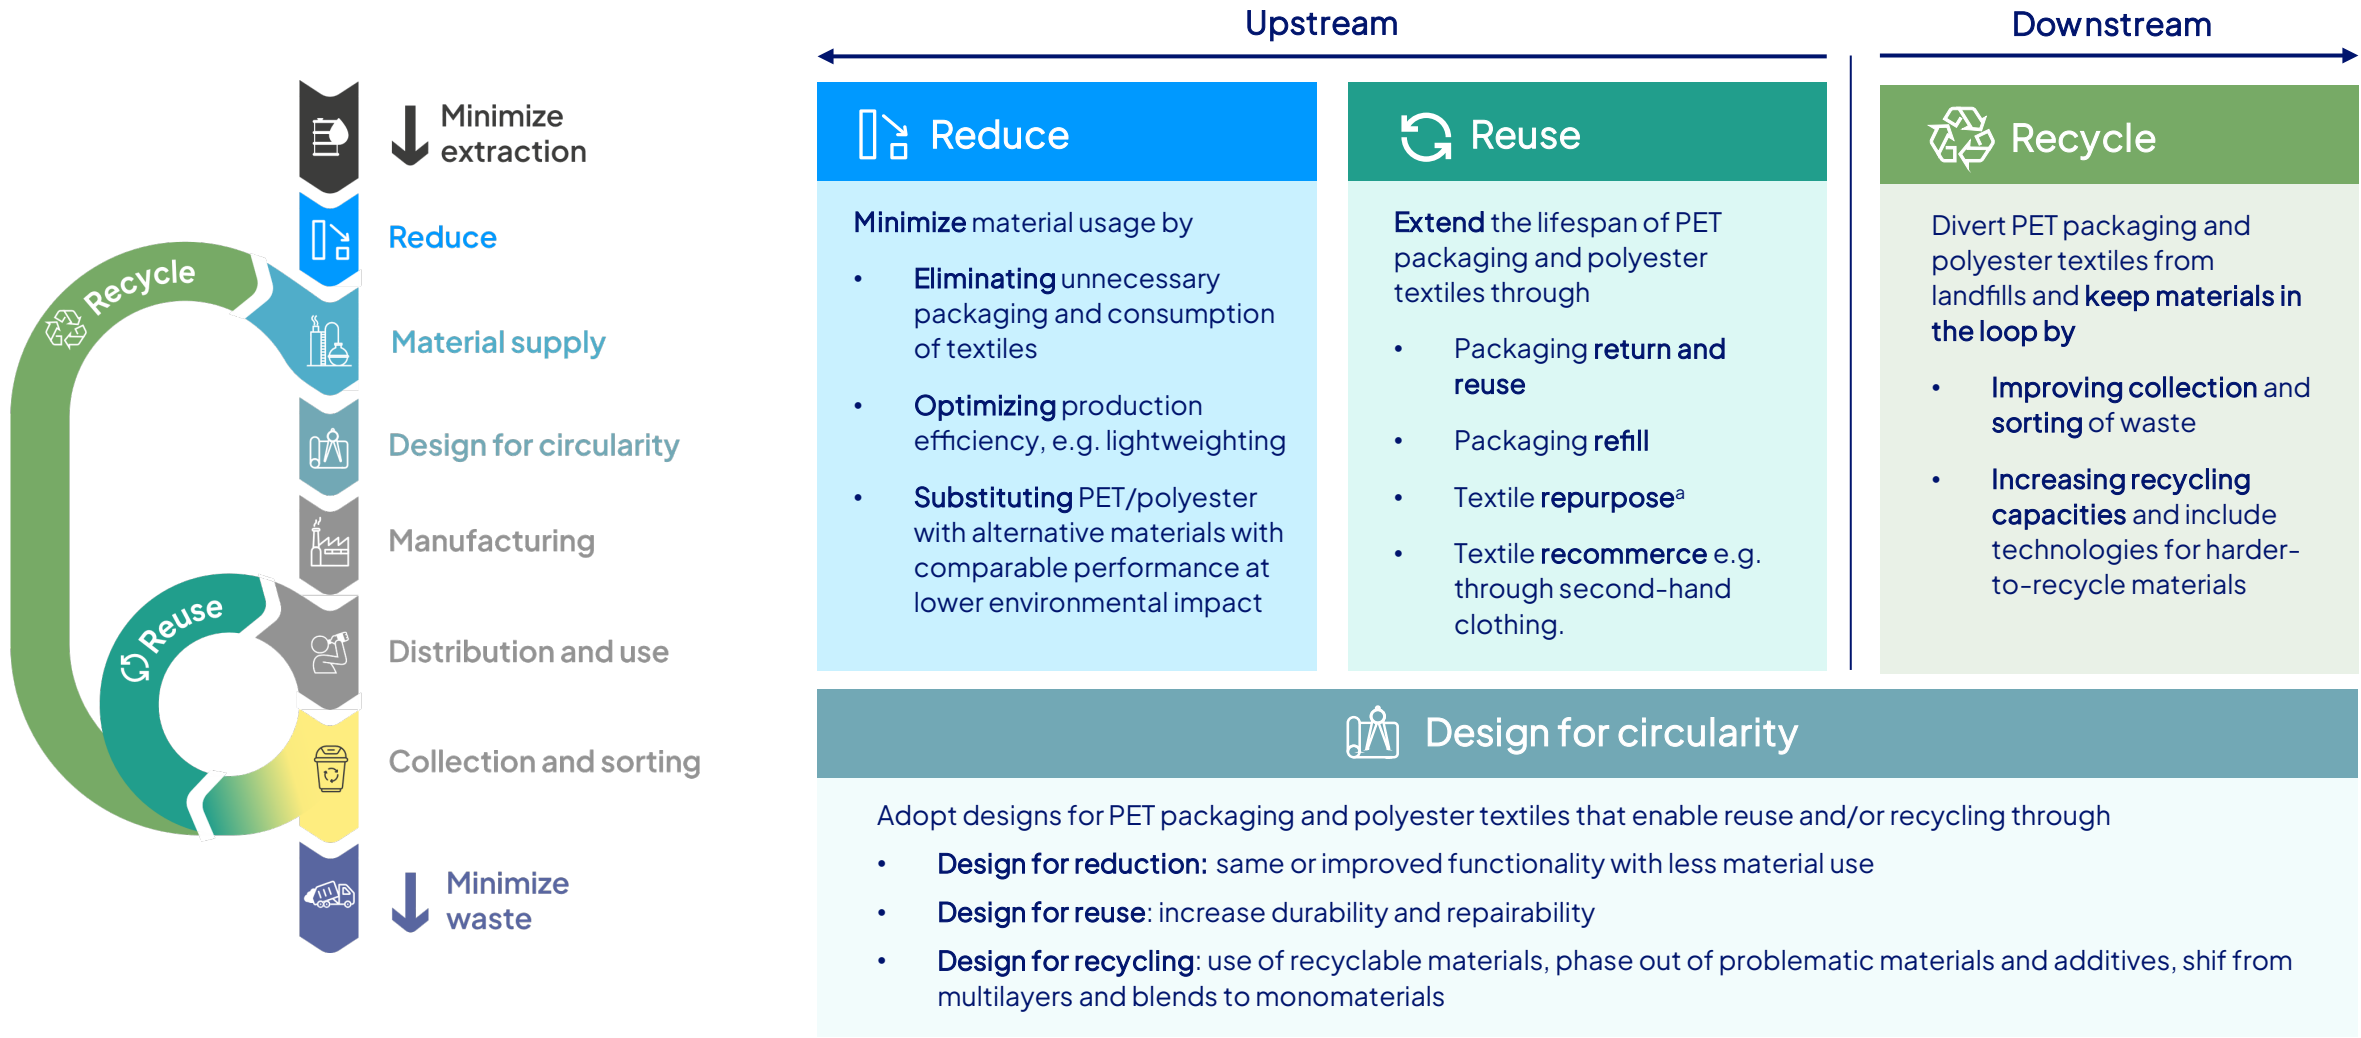 Minimize
extraction
Reduce
Recycle
Material supply
Design for circularity
Manufacturing
Reuse
Distribution and use
Collection and sorting
Minimize
waste
Upstream
Downstream
Reduce
Minimize material usage by
• Eliminating unnecessary
packaging and consumption
of textiles
• Optimizing production
efficiency, e.g. lightweighting
• Substituting PET/polyester
with alternative materials with
comparable performance at
lower environmental impact
Reuse
Extend the lifespan of PET
packaging and polyester
textiles through
• Packaging return and
reuse
• Packaging refill
• Textile repurposeᵃ
• Textile recommerce e.g.
through second-hand
clothing.
Recycle
Divert PET packaging and
polyester textiles from
landfills and keep materials in
the loop by
• Improving collection and
sorting of waste
• Increasing recycling
capacities and include
technologies for harder-
to-recycle materials
Design for circularity
Adopt designs for PET packaging and polyester textiles that enable reuse and/or recycling through
• Design for reduction: same or improved functionality with less material use
• Design for reuse: increase durability and repairability
• Design for recycling: use of recyclable materials, phase out of problematic materials and additives, shif from
multilayers and blends to monomaterials